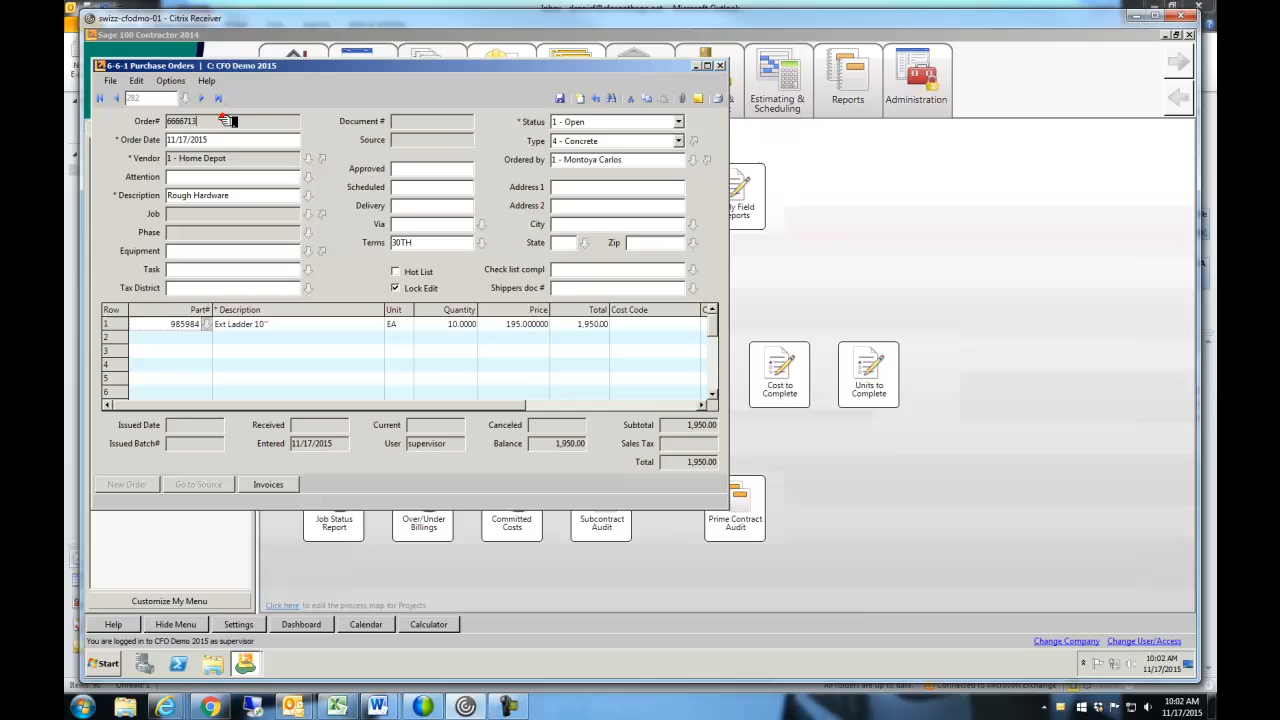 swizz-cfodmo-01 - Citrix Receiver
Sage 100 Contractor 2014
6-6-1 Purchase Orders | C: CFO Demo 2015
File Edit Options Help
282
Order# 6666713
* Order Date 11/17/2015
* Vendor 1 - Home Depot
Attention
* Description Rough Hardware
Job
Phase
Equipment
Task
Tax District
Document #
Source
Approved
Scheduled
Delivery
Via
Terms 30TH
Hot List
Lock Edit
* Status 1 - Open
Type 4 - Concrete
Ordered by 1 - Montoya Carlos
Address 1
Address 2
City
State Zip
Check list compl
Shippers doc #
Row Part# * Description Unit Quantity Price Total Cost Code
1 985984 Ext Ladder 10" EA 10.0000 195.000000 1,950.00
2
3
4
5
6
Issued Date Received Current Canceled Subtotal 1,950.00
Issued Batch# Entered 11/17/2015 User supervisor Balance 1,950.00 Sales Tax
Total 1,950.00
New Order Go to Source Invoices
Estimating & Scheduling
Reports
Administration
Cost to Complete
Units to Complete
Job Status Report
Over/Under Billings
Committed Costs
Subcontract Audit
Prime Contract Audit
Customize My Menu
Click here to edit the process map for Projects
Help Hide Menu Settings Dashboard Calendar Calculator
You are logged in to CFO Demo 2015 as supervisor
Change Company Change User/Access
Start
10:02 AM
11/17/2015
10:02 AM
11/17/2015